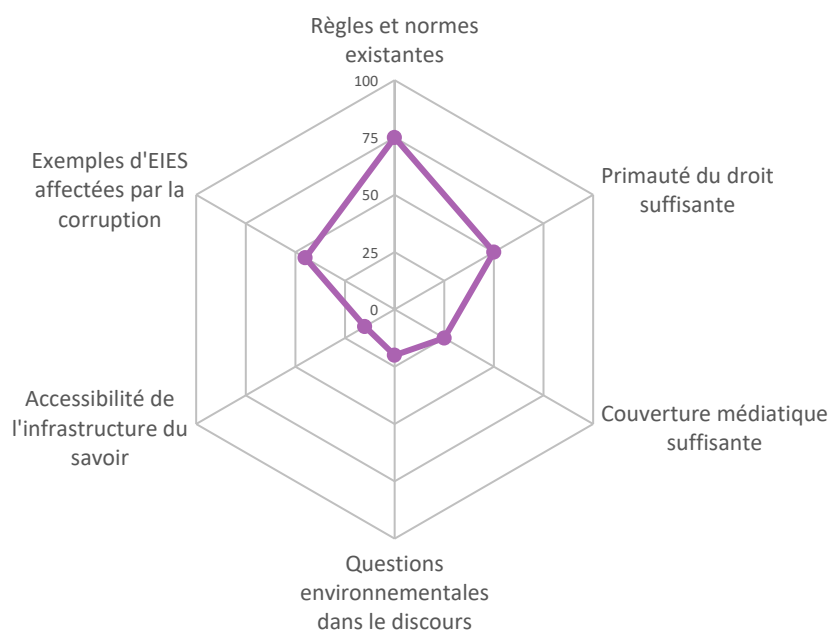 Règles et normes
existantes
100
75
50
25
0
Primauté du droit
suffisante
Couverture médiatique
suffisante
Questions
environnementales
dans le discours
Accessibilité de
l'infrastructure du
savoir
Exemples d'EIES
affectées par la
corruption